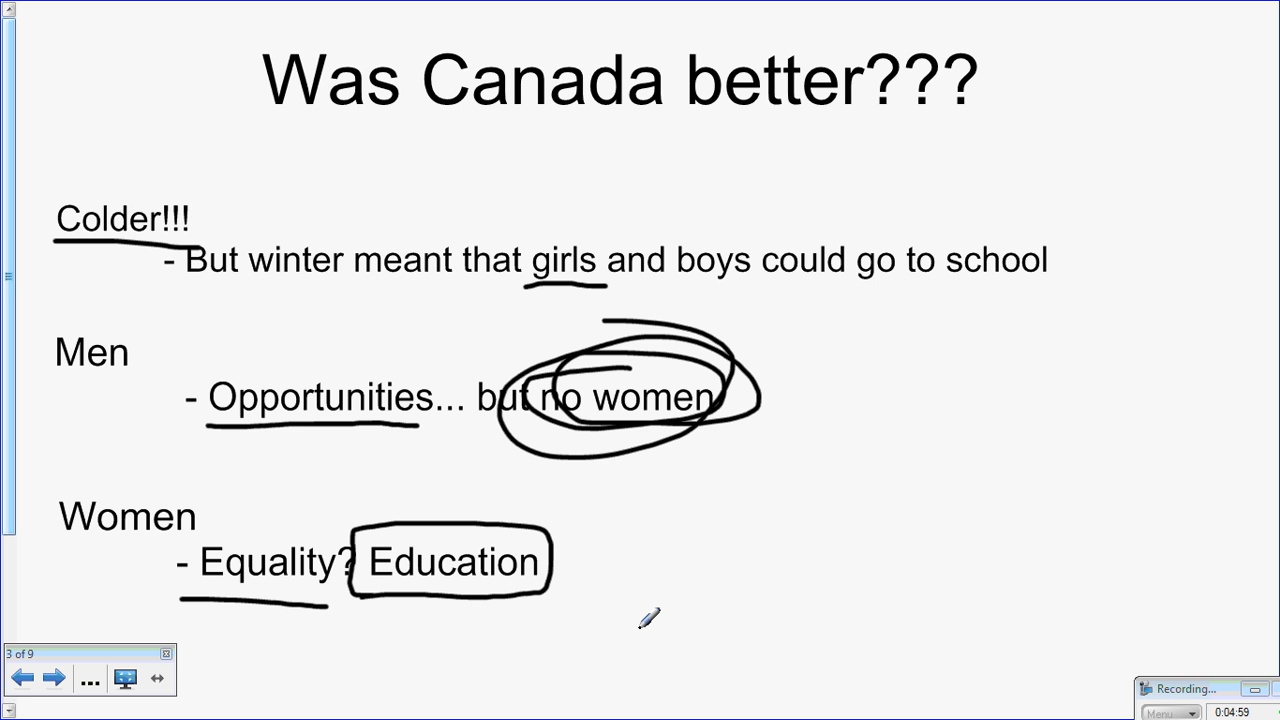 Was Canada better???
Colder!!!
- But winter meant that girls and boys could go to school
Men
- Opportunities... but no women
Women
- Equality? Education
3 of 9
...
Recording...
Menu
0:04:59